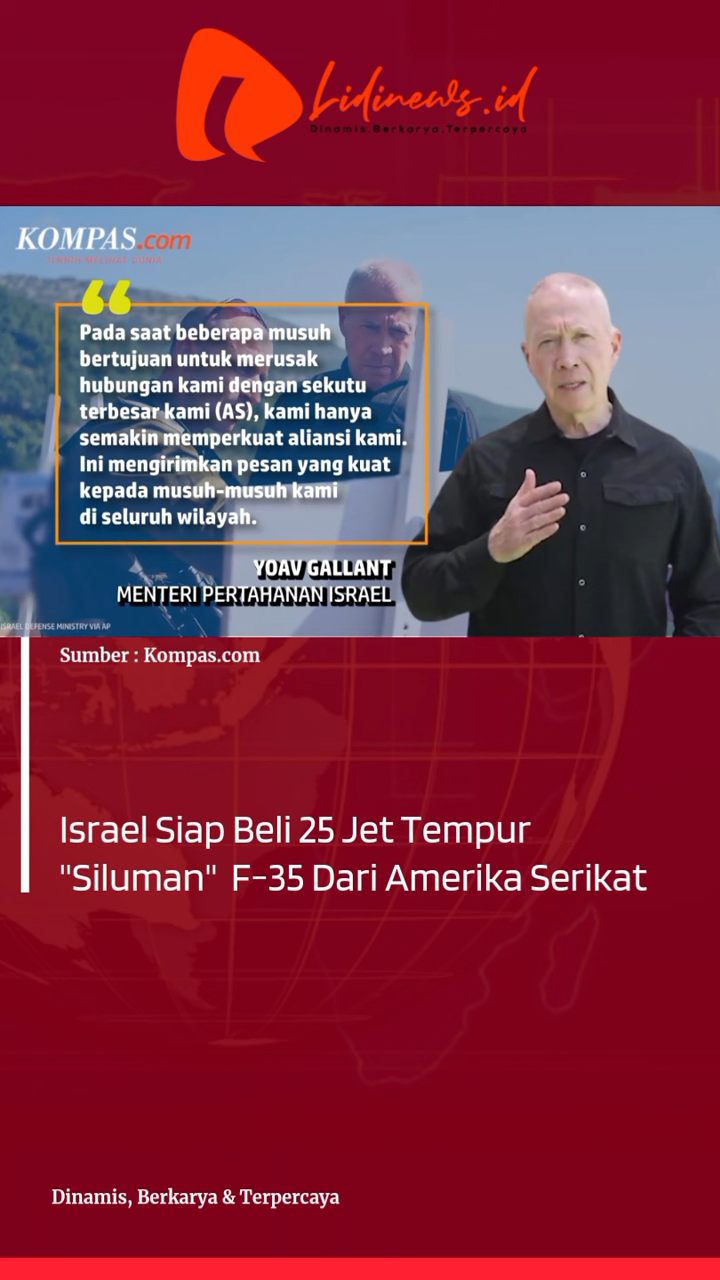 Lidinews.id
Dinamis,Berkarya,Terpercaya
KOMPAS.com
JERNIH MELIHAT DUNIA
Pada saat beberapa musuh
bertujuan untuk merusak
hubungan kami dengan sekutu
terbesar kami (AS), kami hanya
semakin memperkuat aliansi kami.
Ini mengirimkan pesan yang kuat
kepada musuh-musuh kami
di seluruh wilayah.
YOAV GALLANT
MENTERI PERTAHANAN ISRAEL
ISRAEL DEFENSE MINISTRY VIA AP
Sumber : Kompas.com
Israel Siap Beli 25 Jet Tempur
"Siluman" F-35 Dari Amerika Serikat
Dinamis, Berkarya & Terpercaya